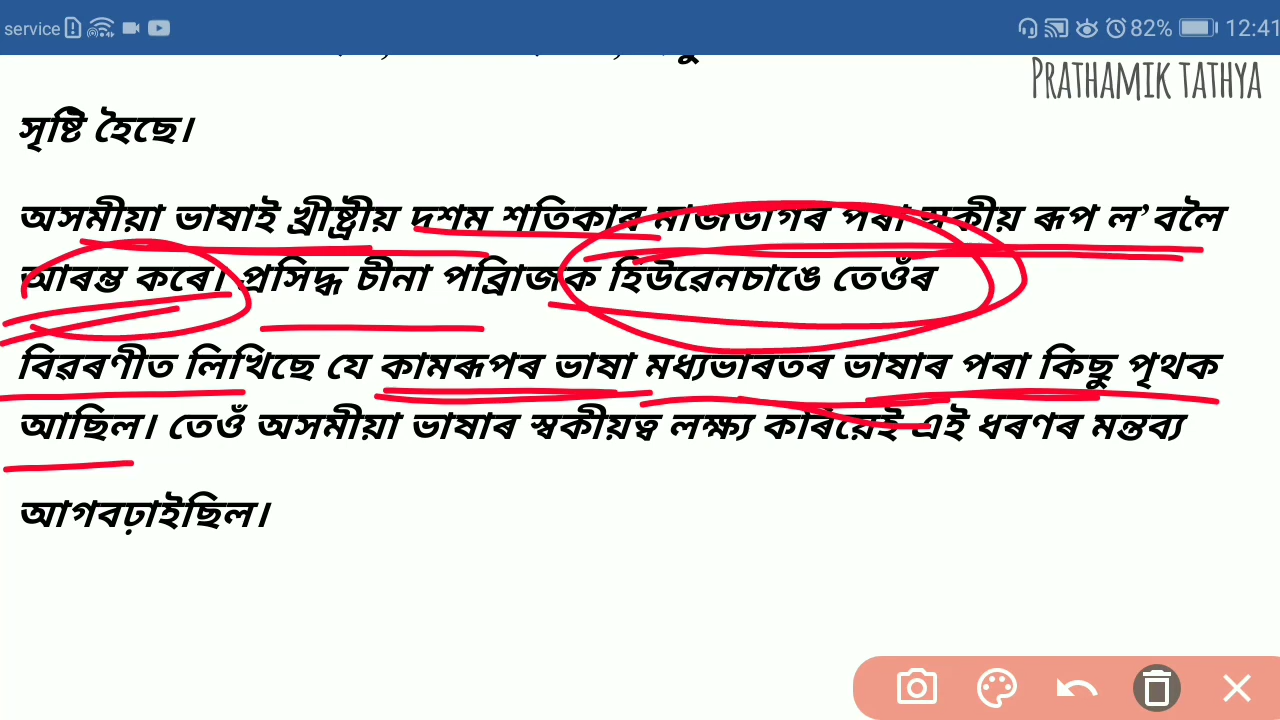 service 82% 12:41
PRATHAMIK TATHYA
সৃষ্টি হৈছে।
অসমীয়া ভাষাই খ্ৰীষ্ট্ৰীয় দশম শতিকাৰ মাজভাগৰ পৰা স্বকীয় ৰূপ ল’বলৈ
আৰম্ভ কৰে। প্ৰসিদ্ধ চীনা পৰিব্ৰাজক হিউৱেনচাঙে তেওঁৰ
বিৱৰণীত লিখিছে যে কামৰূপৰ ভাষা মধ্যভাৰতৰ ভাষাৰ পৰা কিছু পৃথক
আছিল। তেওঁ অসমীয়া ভাষাৰ স্বকীয়ত্ব লক্ষ্য কৰিয়েই এই ধৰণৰ মন্তব্য
আগবঢ়াইছিল।